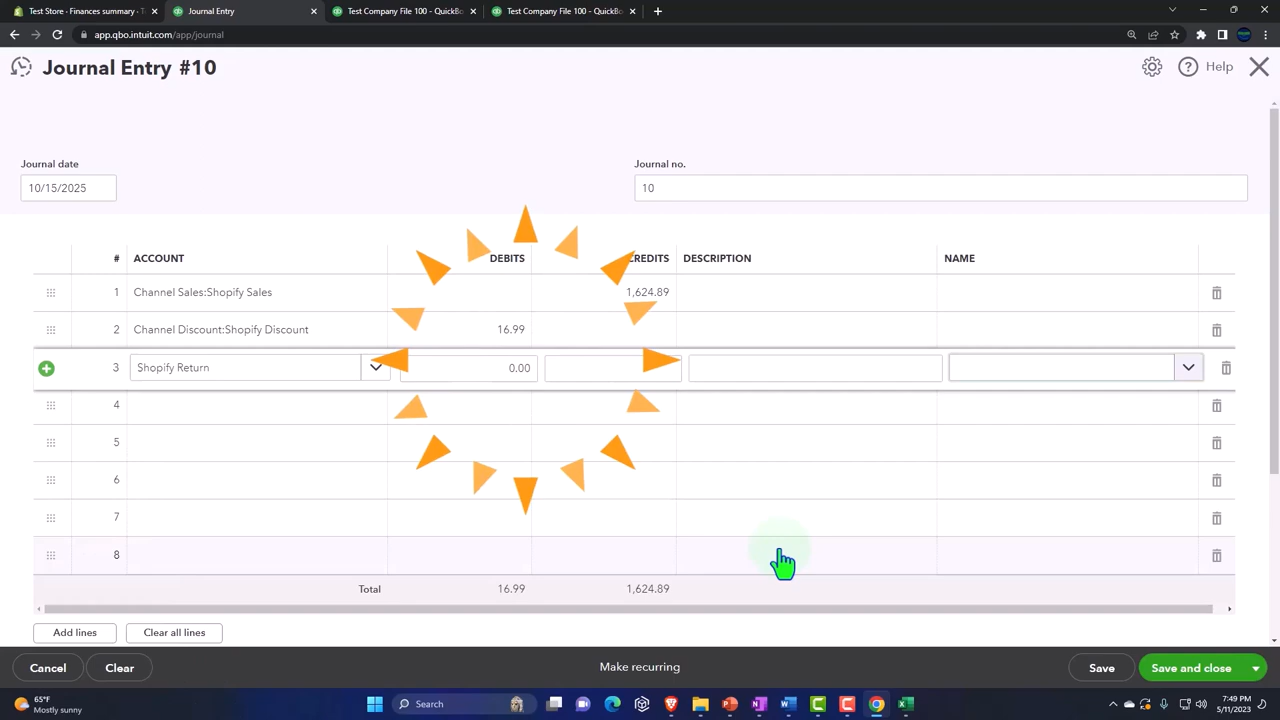 Test Store - Finances summary - T
Journal Entry
Test Company File 100 - QuickBo
Test Company File 100 - QuickBo
app.qbo.intuit.com/app/journal
Journal Entry #10
Help
Journal date
Journal no.
10/15/2025
10
# ACCOUNT DEBITS CREDITS DESCRIPTION NAME
1 Channel Sales:Shopify Sales 1,624.89
2 Channel Discount:Shopify Discount 16.99
3 Shopify Return 0.00
4
5
6
7
8
Total 16.99 1,624.89
Add lines Clear all lines
Cancel Clear Make recurring Save Save and close
65°F
Mostly sunny
Search
7:49 PM
5/11/2023